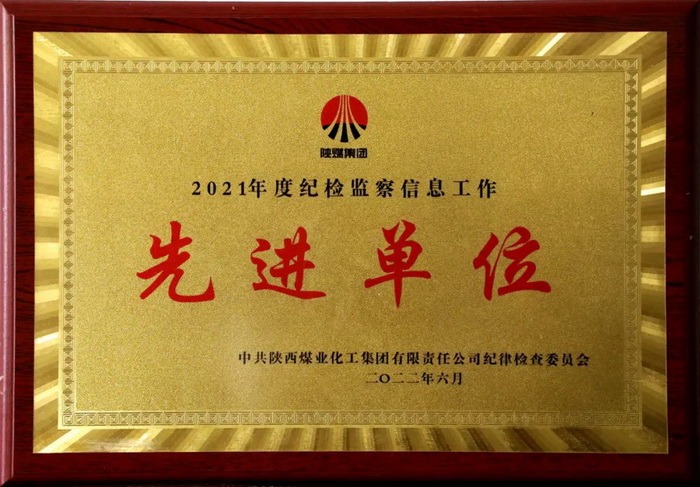 陕煤集团
2021年度纪检监察信息工作
先进单位
中共陕西煤业化工集团有限责任公司纪律检查委员会
二〇二二年六月